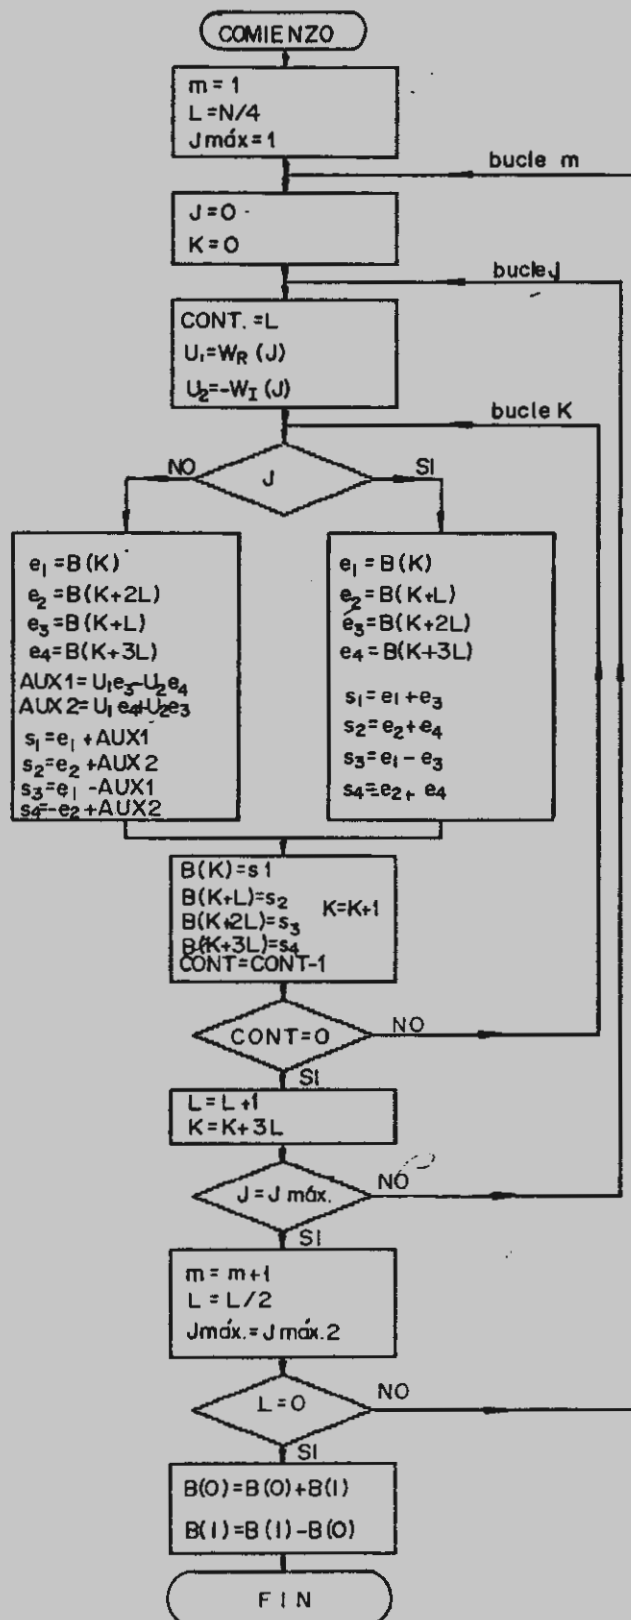 COMIENZO
m = 1
L = N/4
Jmáx = 1
bucle m
J = 0
K = 0
bucle j
CONT. = L
U₁ = W_R (J)
U₂ = -W_I (J)
bucle K
NO
J
SI
e₁ = B(K)
e₂ = B(K+2L)
e₃ = B(K+L)
e₄ = B(K+3L)
AUX1 = U₁e₃-U₂e₄
AUX2 = U₁e₄+U₂e₃
s₁ = e₁ + AUX1
s₂ = e₂ + AUX2
s₃ = e₁ - AUX1
s₄ = -e₂ + AUX2
e₁ = B(K)
e₂ = B(K+L)
e₃ = B(K+2L)
e₄ = B(K+3L)
s₁ = e₁ + e₃
s₂ = e₂ + e₄
s₃ = e₁ - e₃
s₄ = -e₂ + e₄
B(K) = s1
B(K+L) = s₂
K = K+1
B(K+2L) = s₃
B(K+3L) = s₄
CONT = CONT-1
CONT = 0
NO
SI
L = L+1
K = K+3L
J = J máx.
NO
SI
m = m+1
L = L/2
Jmáx. = J máx.2
L = 0
NO
SI
B(0) = B(0)+B(1)
B(1) = B(1)-B(0)
FIN